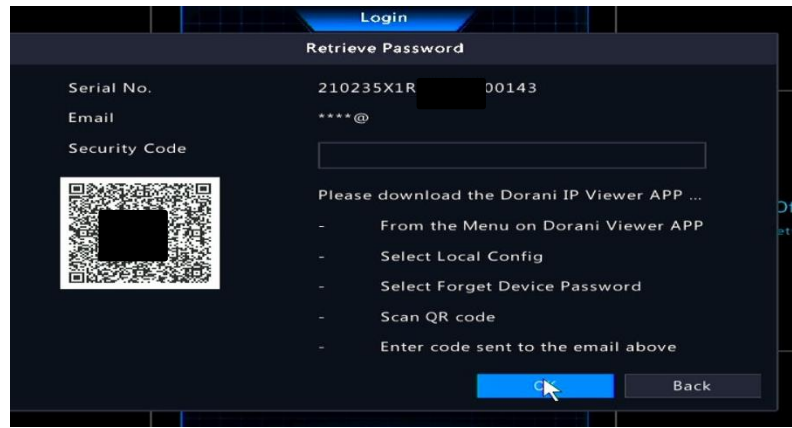 Login
Retrieve Password
Serial No. 210235X1R 00143
Email ****@
Security Code
Please download the Dorani IP Viewer APP ...
- From the Menu on Dorani Viewer APP
- Select Local Config
- Select Forget Device Password
- Scan QR code
- Enter code sent to the email above
Back